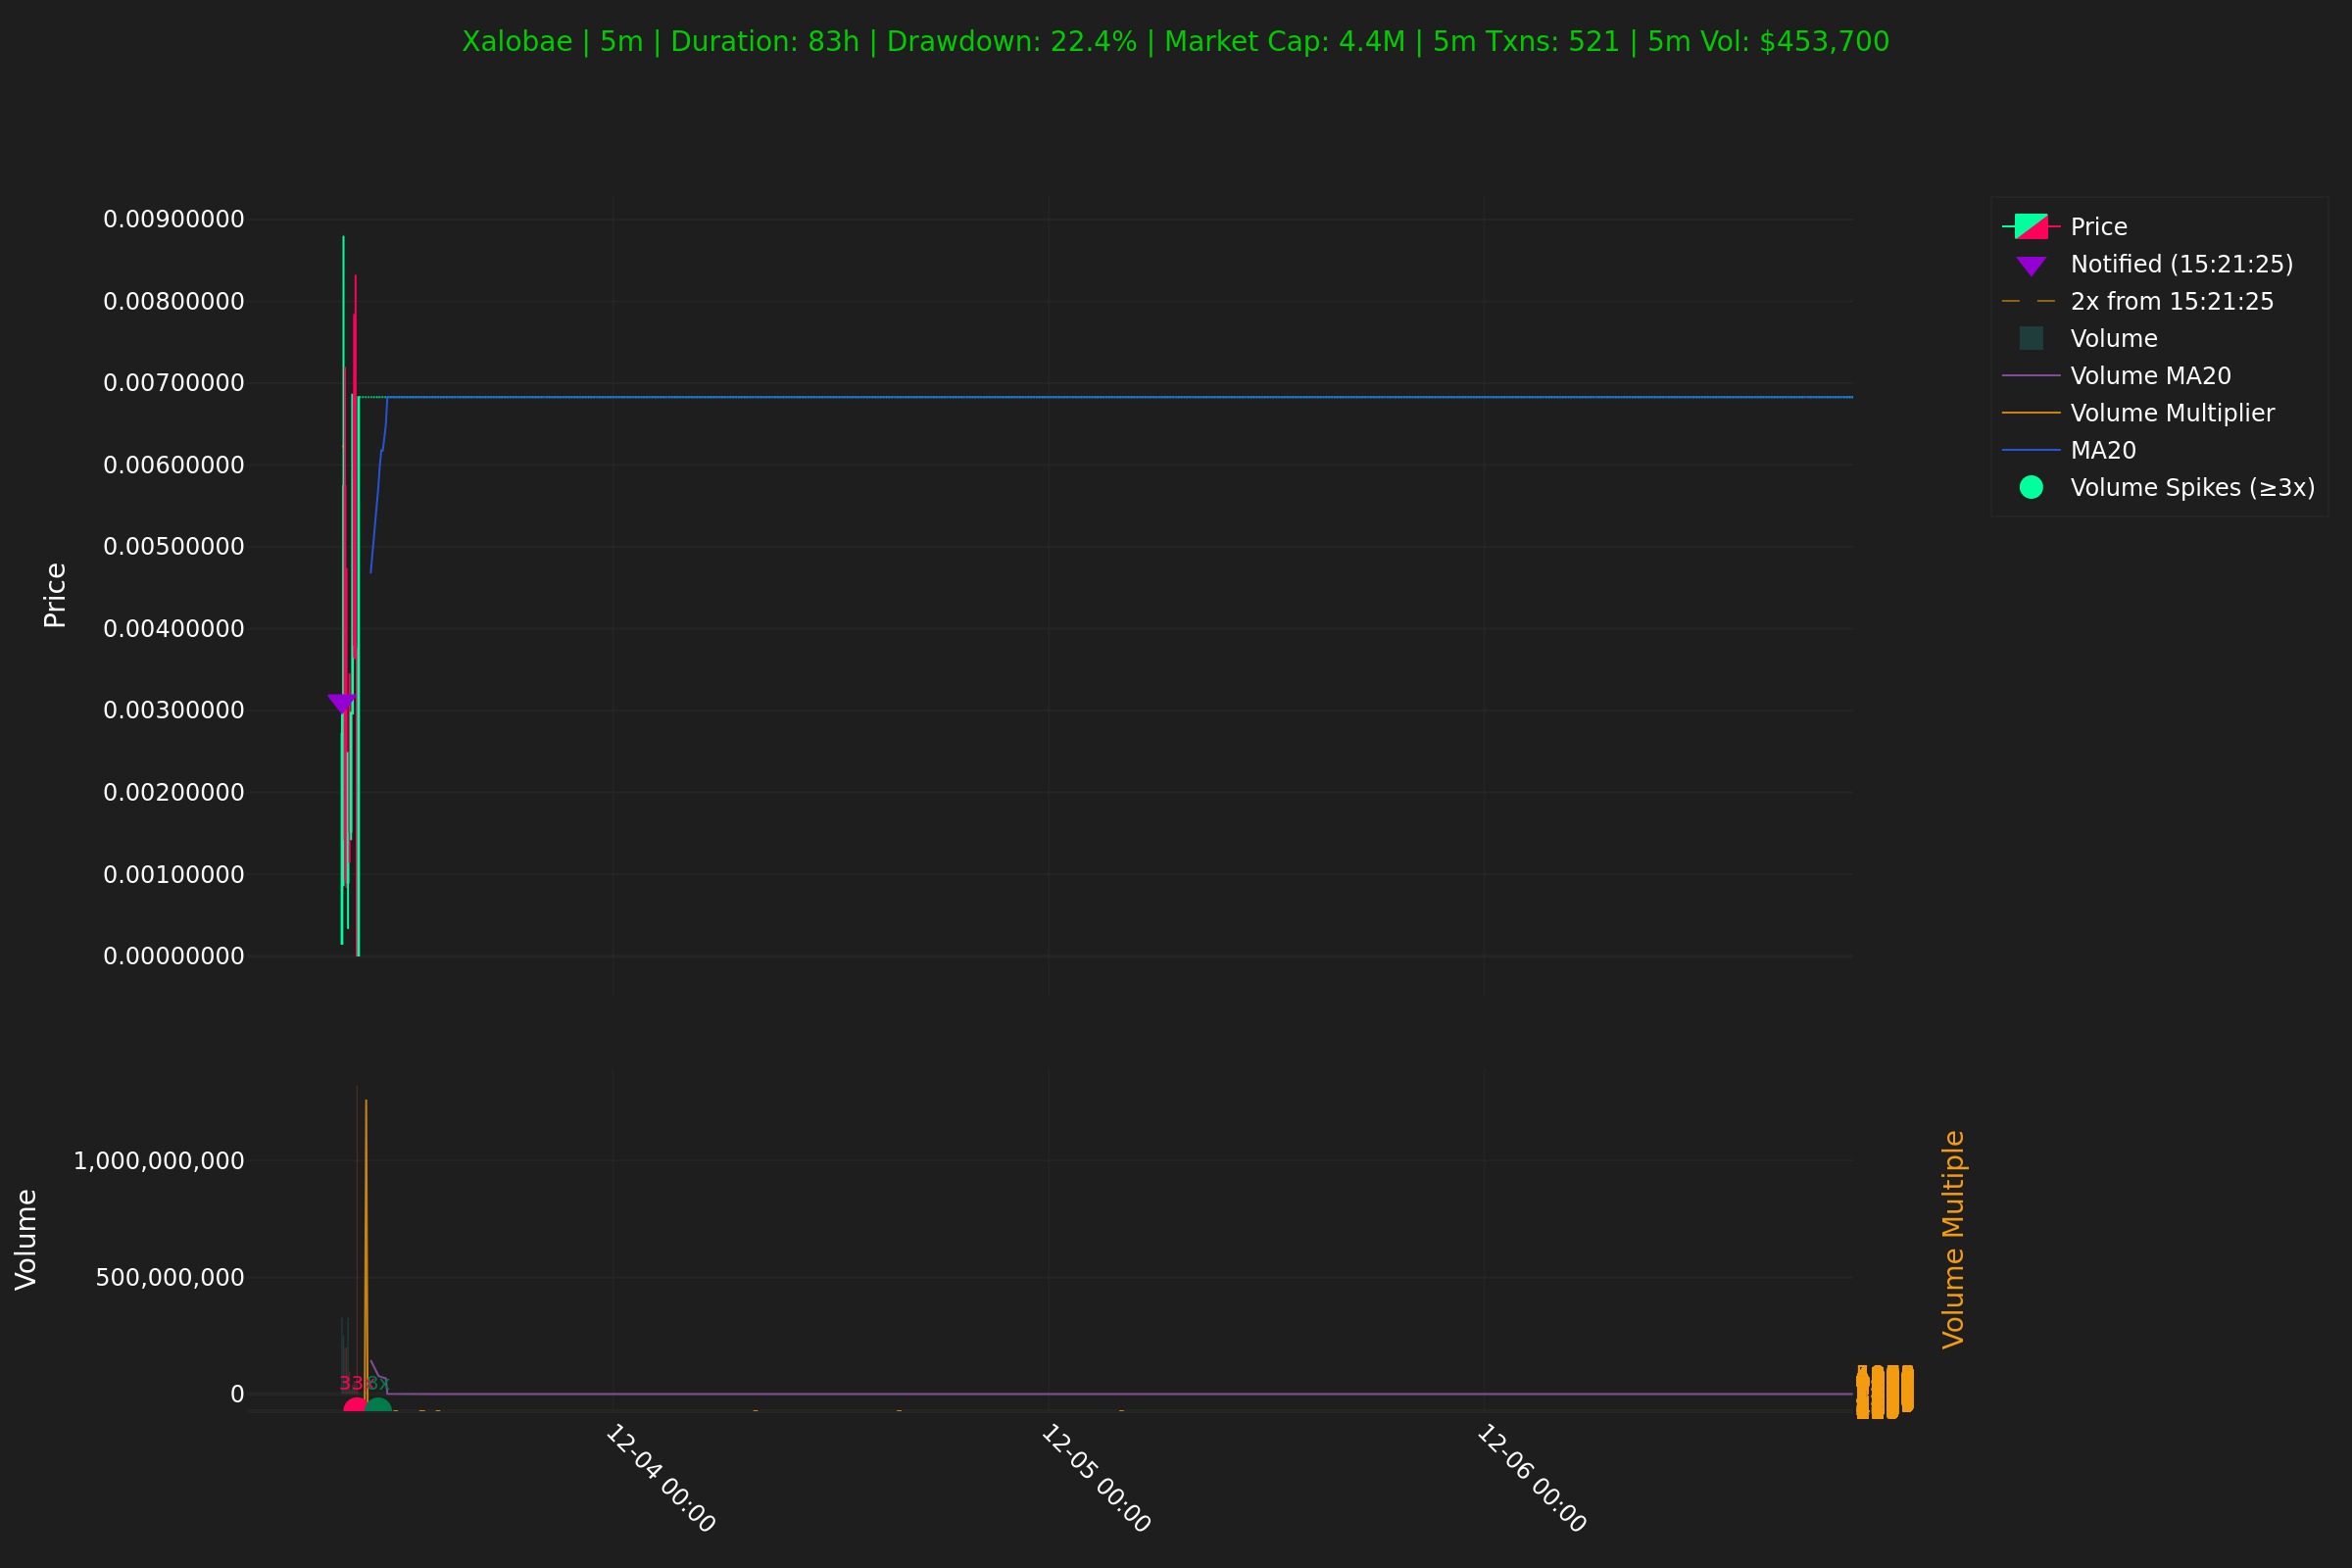 Xalobae | 5m | Duration: 83h | Drawdown: 22.4% | Market Cap: 4.4M | 5m Txns: 521 | 5m Vol: $453,700
0.00900000
0.00800000
0.00700000
0.00600000
0.00500000
0.00400000
0.00300000
0.00200000
0.00100000
0.00000000
Price
Price
Notified (15:21:25)
2x from 15:21:25
Volume
Volume MA20
Volume Multiplier
MA20
Volume Spikes (≥3x)
1,000,000,000
500,000,000
0
Volume
Volume Multiple
12-04 00:00
12-05 00:00
12-06 00:00